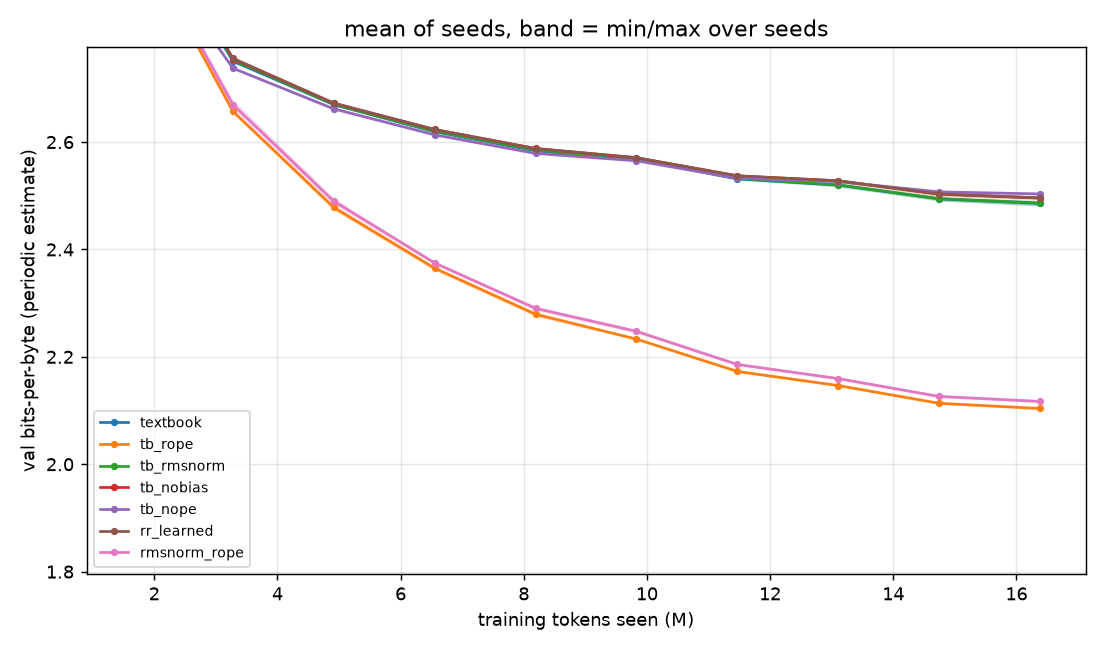 mean of seeds, band = min/max over seeds
val bits-per-byte (periodic estimate)
2.6
2.4
2.2
2.0
1.8
textbook
tb_rope
tb_rmsnorm
tb_nobias
tb_nope
rr_learned
rmsnorm_rope
2 4 6 8 10 12 14 16
training tokens seen (M)